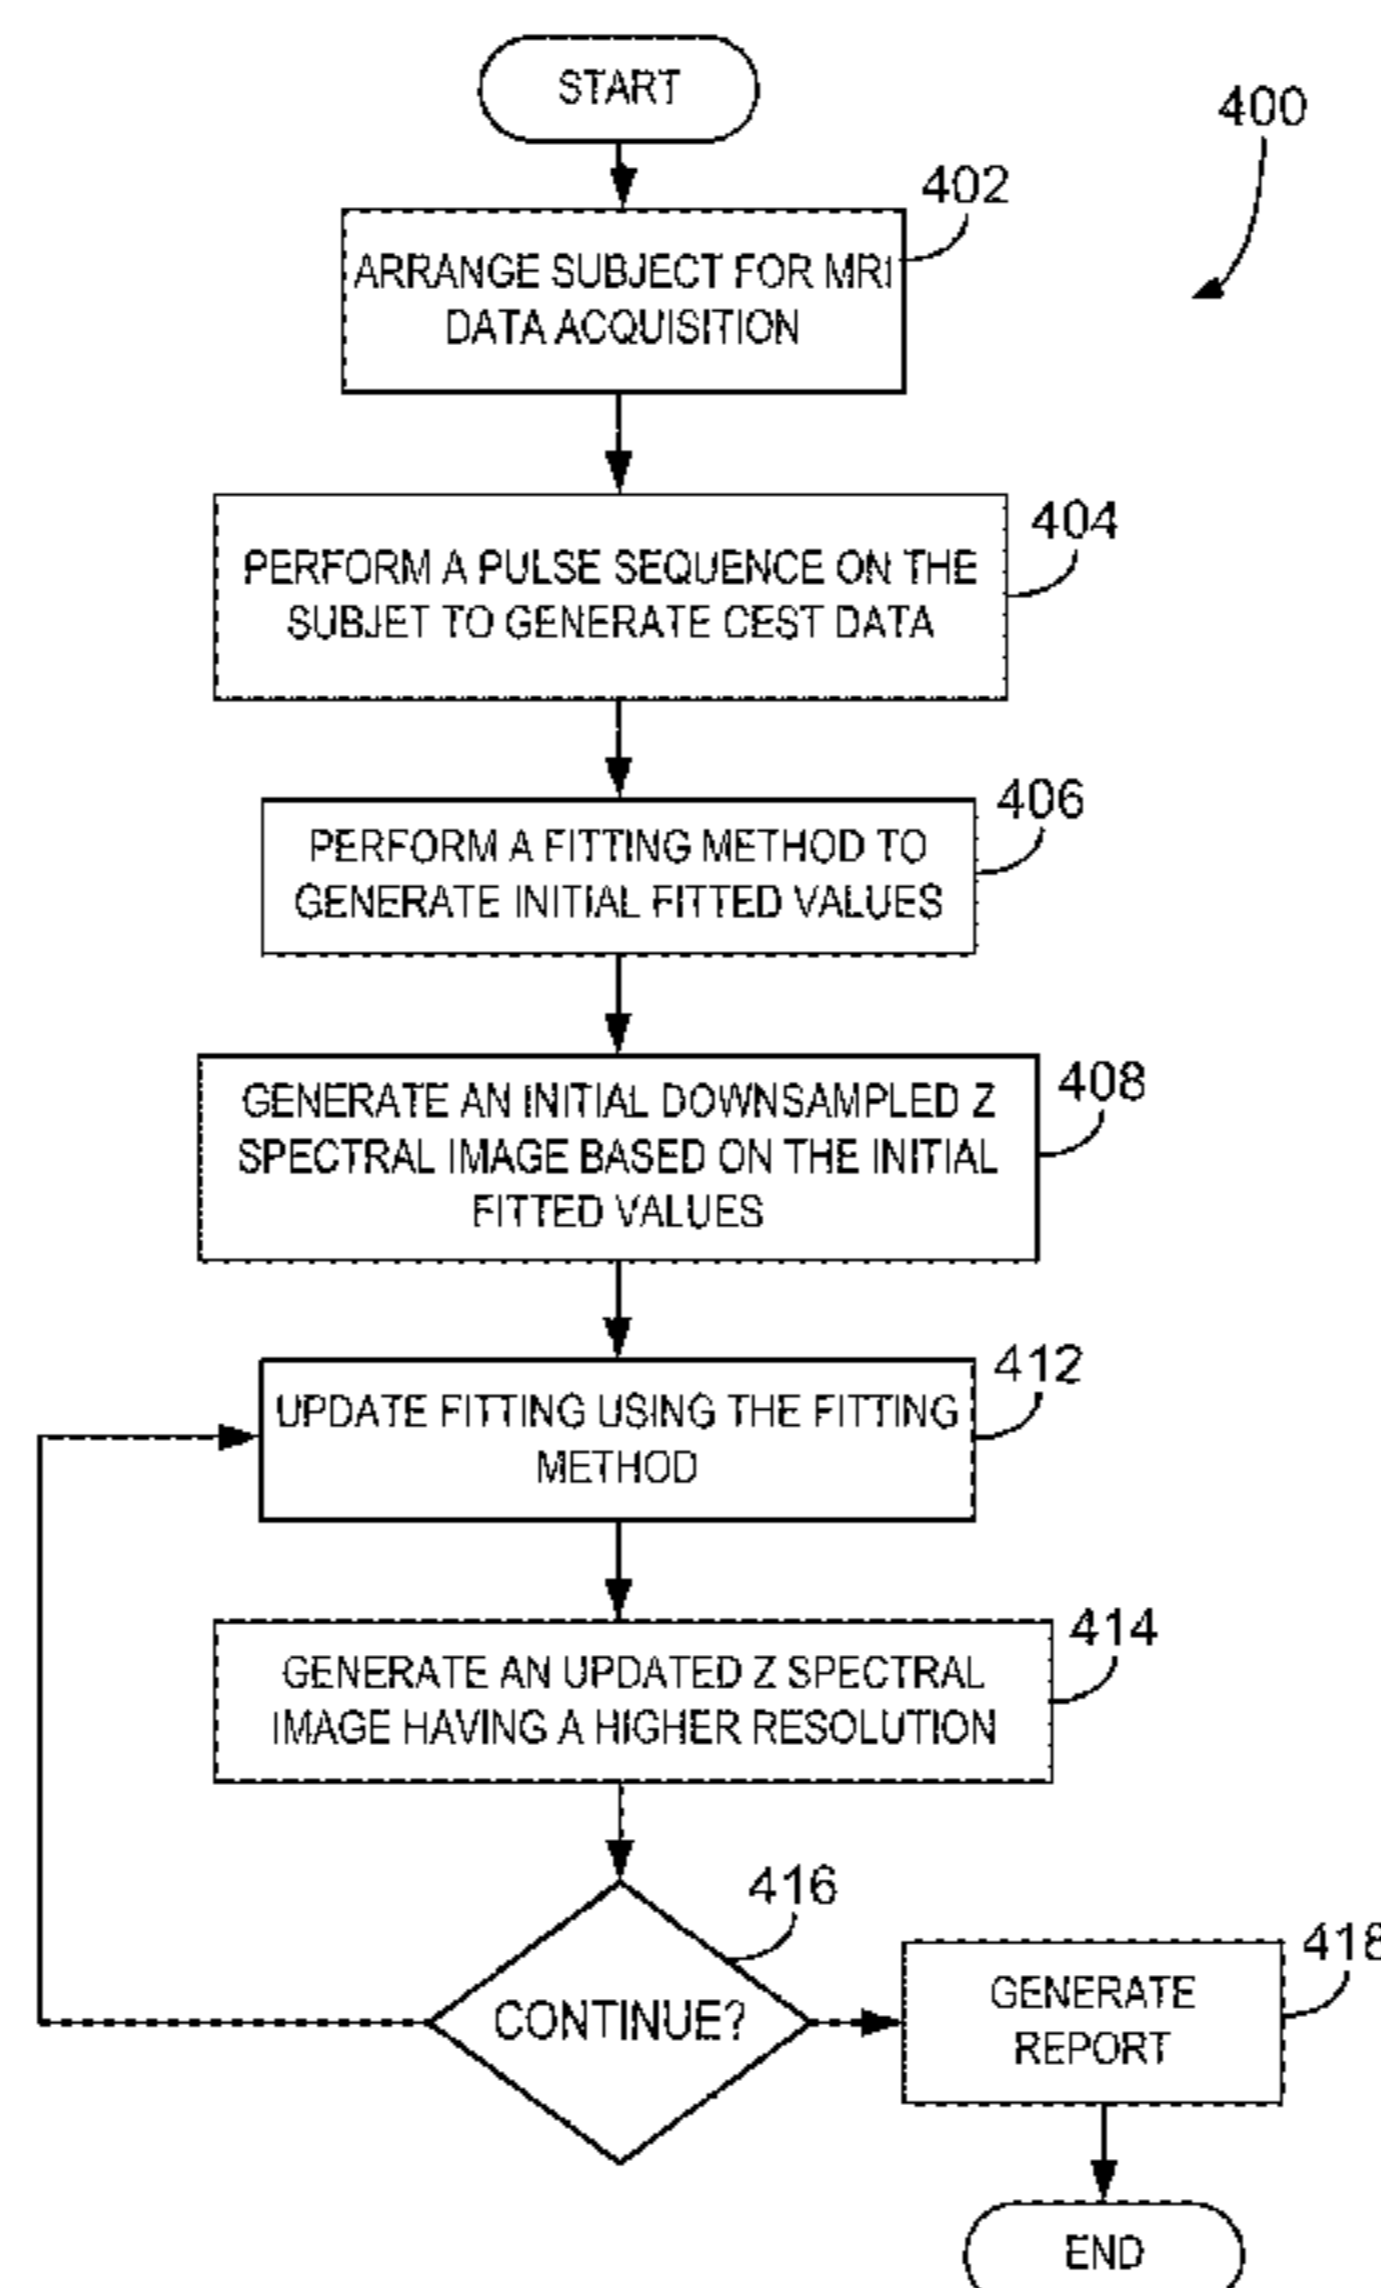 START
400
402
ARRANGE SUBJECT FOR MRI
DATA ACQUISITION
404
PERFORM A PULSE SEQUENCE ON THE
SUBJET TO GENERATE CEST DATA
406
PERFORM A FITTING METHOD TO
GENERATE INITIAL FITTED VALUES
408
GENERATE AN INITIAL DOWNSAMPLED Z
SPECTRAL IMAGE BASED ON THE INITIAL
FITTED VALUES
412
UPDATE FITTING USING THE FITTING
METHOD
414
GENERATE AN UPDATED Z SPECTRAL
IMAGE HAVING A HIGHER RESOLUTION
416
CONTINUE?
418
GENERATE
REPORT
END